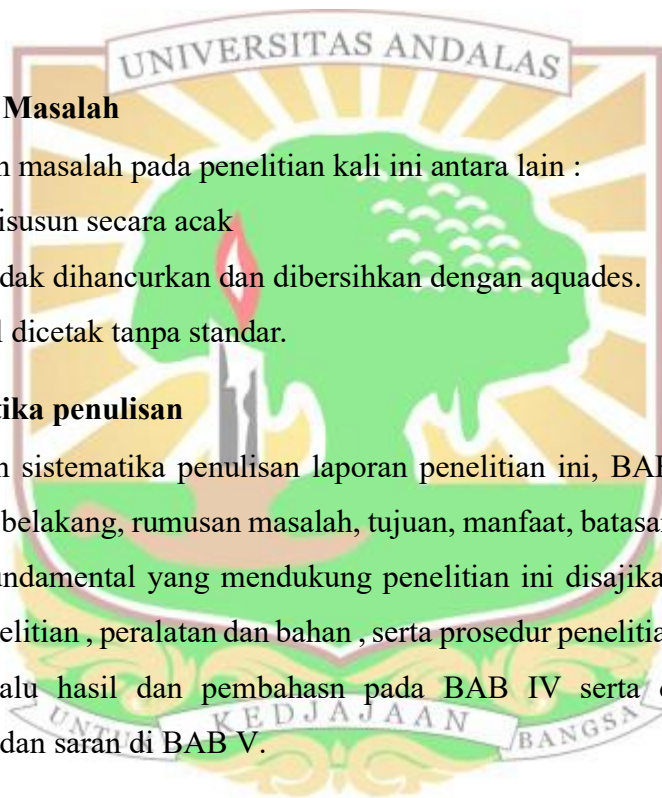 UNIVERSITAS ANDALAS
Masalah
n masalah pada penelitian kali ini antara lain :
isusun secara acak
dak dihancurkan dan dibersihkan dengan aquades.
l dicetak tanpa standar.
ika penulisan
n sistematika penulisan laporan penelitian ini, BAB
belakang, rumusan masalah, tujuan, manfaat, batasan
undamental yang mendukung penelitian ini disajika
elitian , peralatan dan bahan , serta prosedur penelitia
alu hasil dan pembahasn pada BAB IV serta
dan saran di BAB V.
UNTUK KEDJAJAAN BANGSA